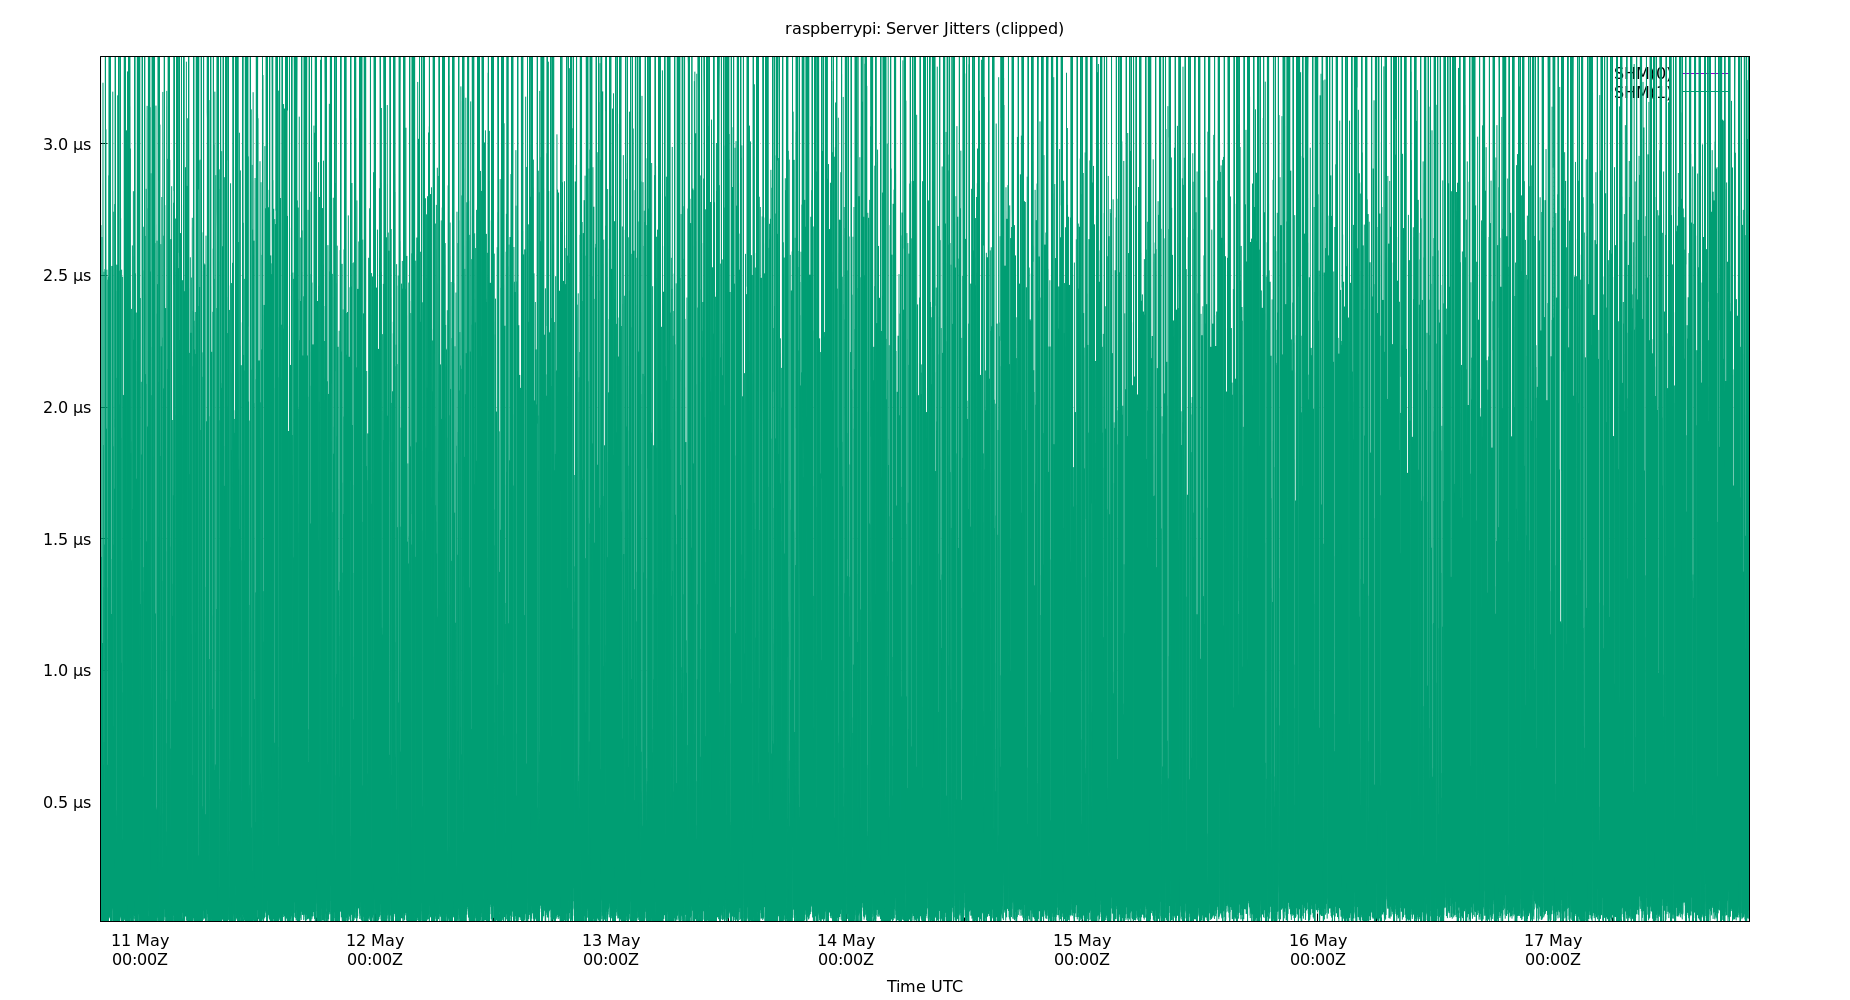 raspberrypi: Server Jitters (clipped)
SHM(0)
SHM(1)
3.0 µs
2.5 µs
2.0 µs
1.5 µs
1.0 µs
0.5 µs
11 May 12 May 13 May 14 May 15 May 16 May 17 May
00:00Z 00:00Z 00:00Z 00:00Z 00:00Z 00:00Z 00:00Z
Time UTC